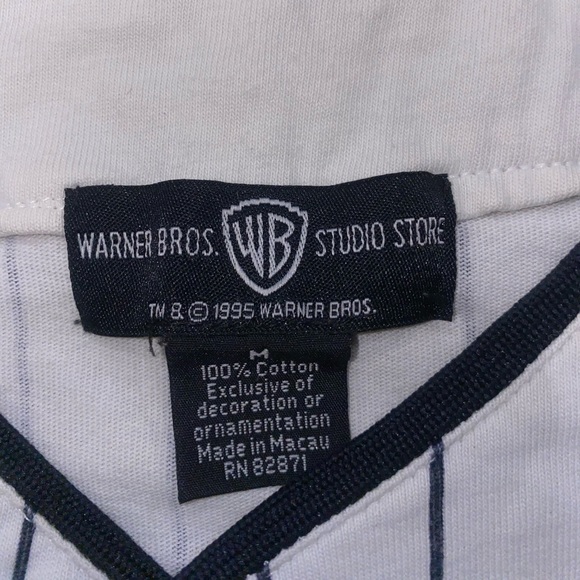 WARNER BROS. WB STUDIO STORE
TM & © 1995 WARNER BROS.
M
100% Cotton
Exclusive of
decoration or
ornamentation
Made in Macau
RN 82871